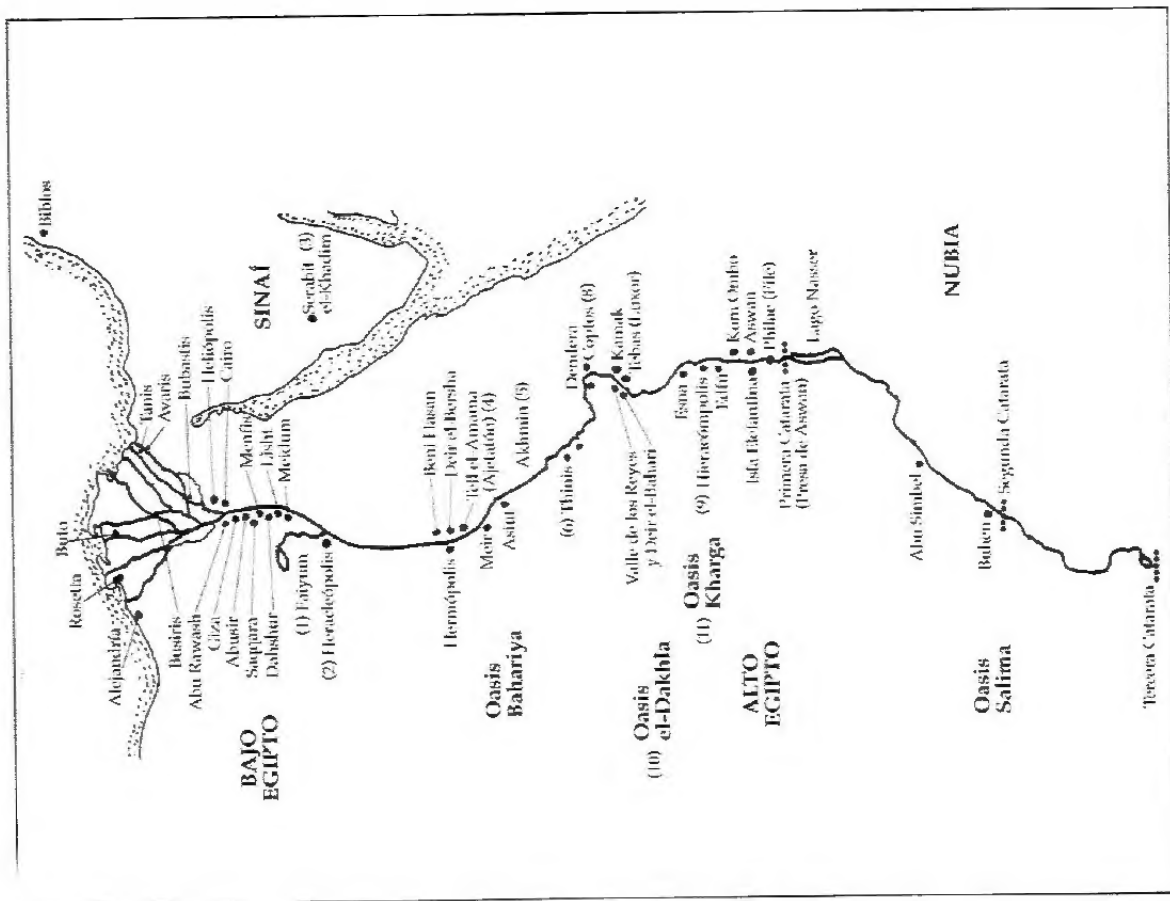 Biblos
Rosetta
Buto
Alejandría
Tanis
Avaris
Bubastis
Heliópolis
Cairo
SINAÍ
Serabit (3)
el-Khadim
Busiris
Abu Rawash
Giza
Abusir
Saqqara
Dahshur
Menfis
Lisht
Meidum
BAJO
EGIPTO
(1) Faiyum
(2) Heracleópolis
Beni Hasan
Deir el-Bersha
Tell el-Amarna
(Ajetatón) (4)
Hermópolis
Meir
Asiut
Akhmin (5)
Oasis
Bahariya
(6) Thinis
Dendera
Coptos (8)
Karnak
Tebas (Luxor)
Valle de los Reyes
y Deir el-Bahari
Oasis
(10) el-Dakhla
Oasis
(11) Kharga
Esna
(9) Hieracómpolis
Edfu
Kom Ombo
Isla Elefantina
Aswan
Philae (File)
ALTO
EGIPTO
Primera Catarata
(Presa de Aswan)
Lago Nasser
NUBIA
Abu Simbel
Oasis
Salima
Buhen
Segunda Catarata
Tercera Catarata